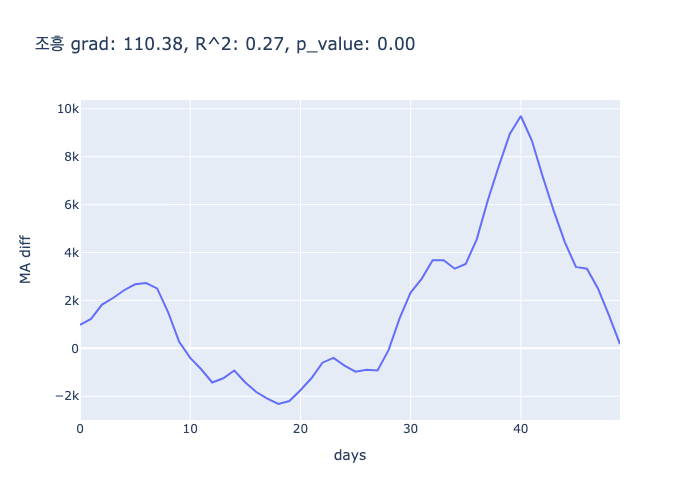 조흥 grad: 110.38, R^2: 0.27, p_value: 0.00
10k
8k
6k
4k
2k
0
−2k
MA diff
0 10 20 30 40
days